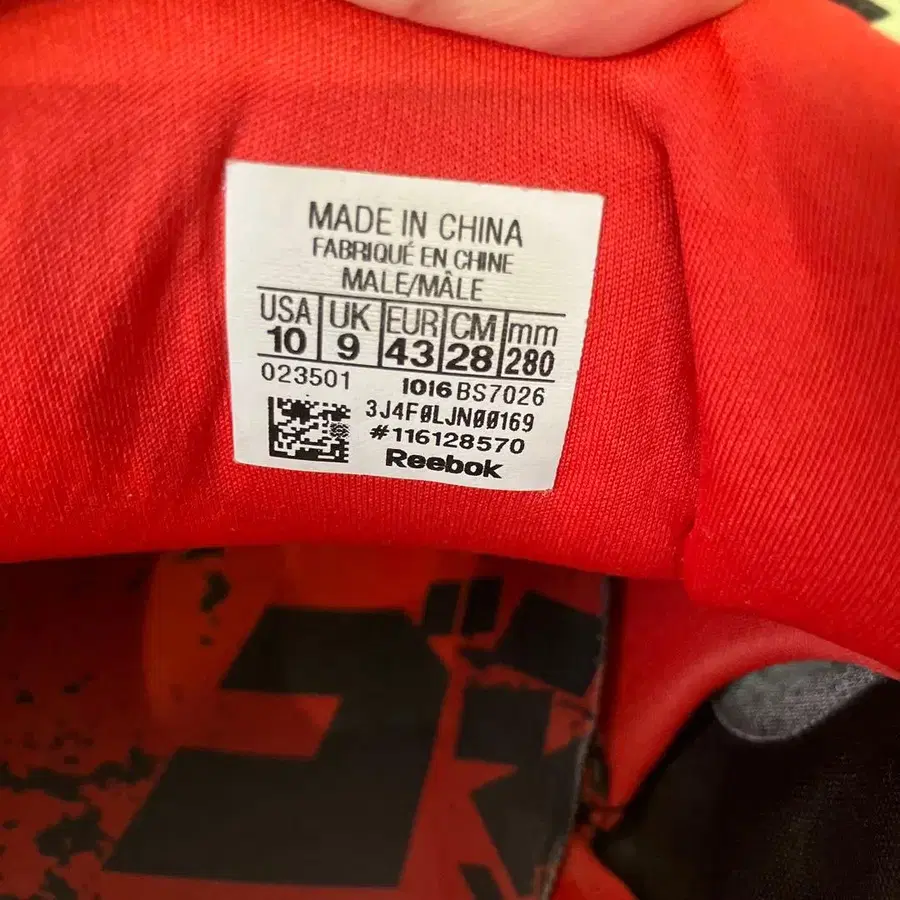 MADE IN CHINA
FABRIQUÉ EN CHINE
MALE/MÂLE
USA UK EUR CM mm
10 9 43 28 280
023501 1016 BS7026
3J4F0LJN00169
#116128570
Reebok